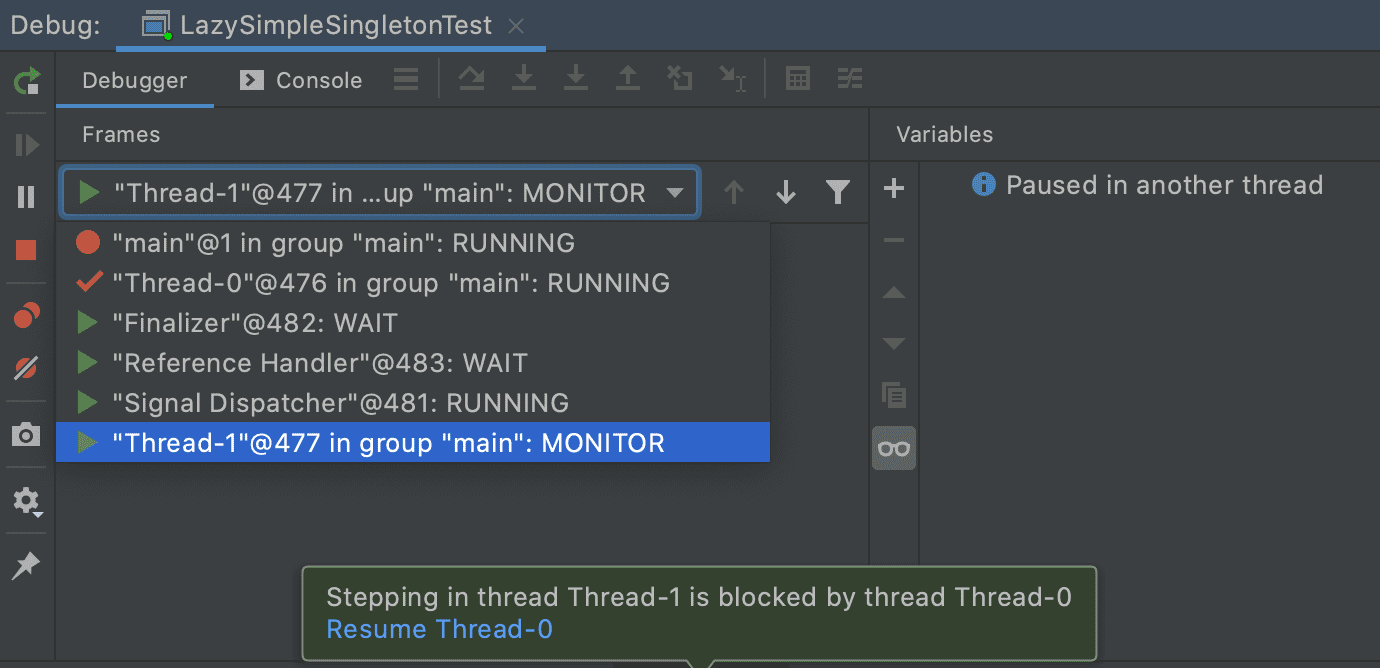 Debug: LazySimpleSingletonTest
Debugger Console
Frames
Variables
"Thread-1"@477 in ...up "main": MONITOR
Paused in another thread
"main"@1 in group "main": RUNNING
"Thread-0"@476 in group "main": RUNNING
"Finalizer"@482: WAIT
"Reference Handler"@483: WAIT
"Signal Dispatcher"@481: RUNNING
"Thread-1"@477 in group "main": MONITOR
Stepping in thread Thread-1 is blocked by thread Thread-0
Resume Thread-0